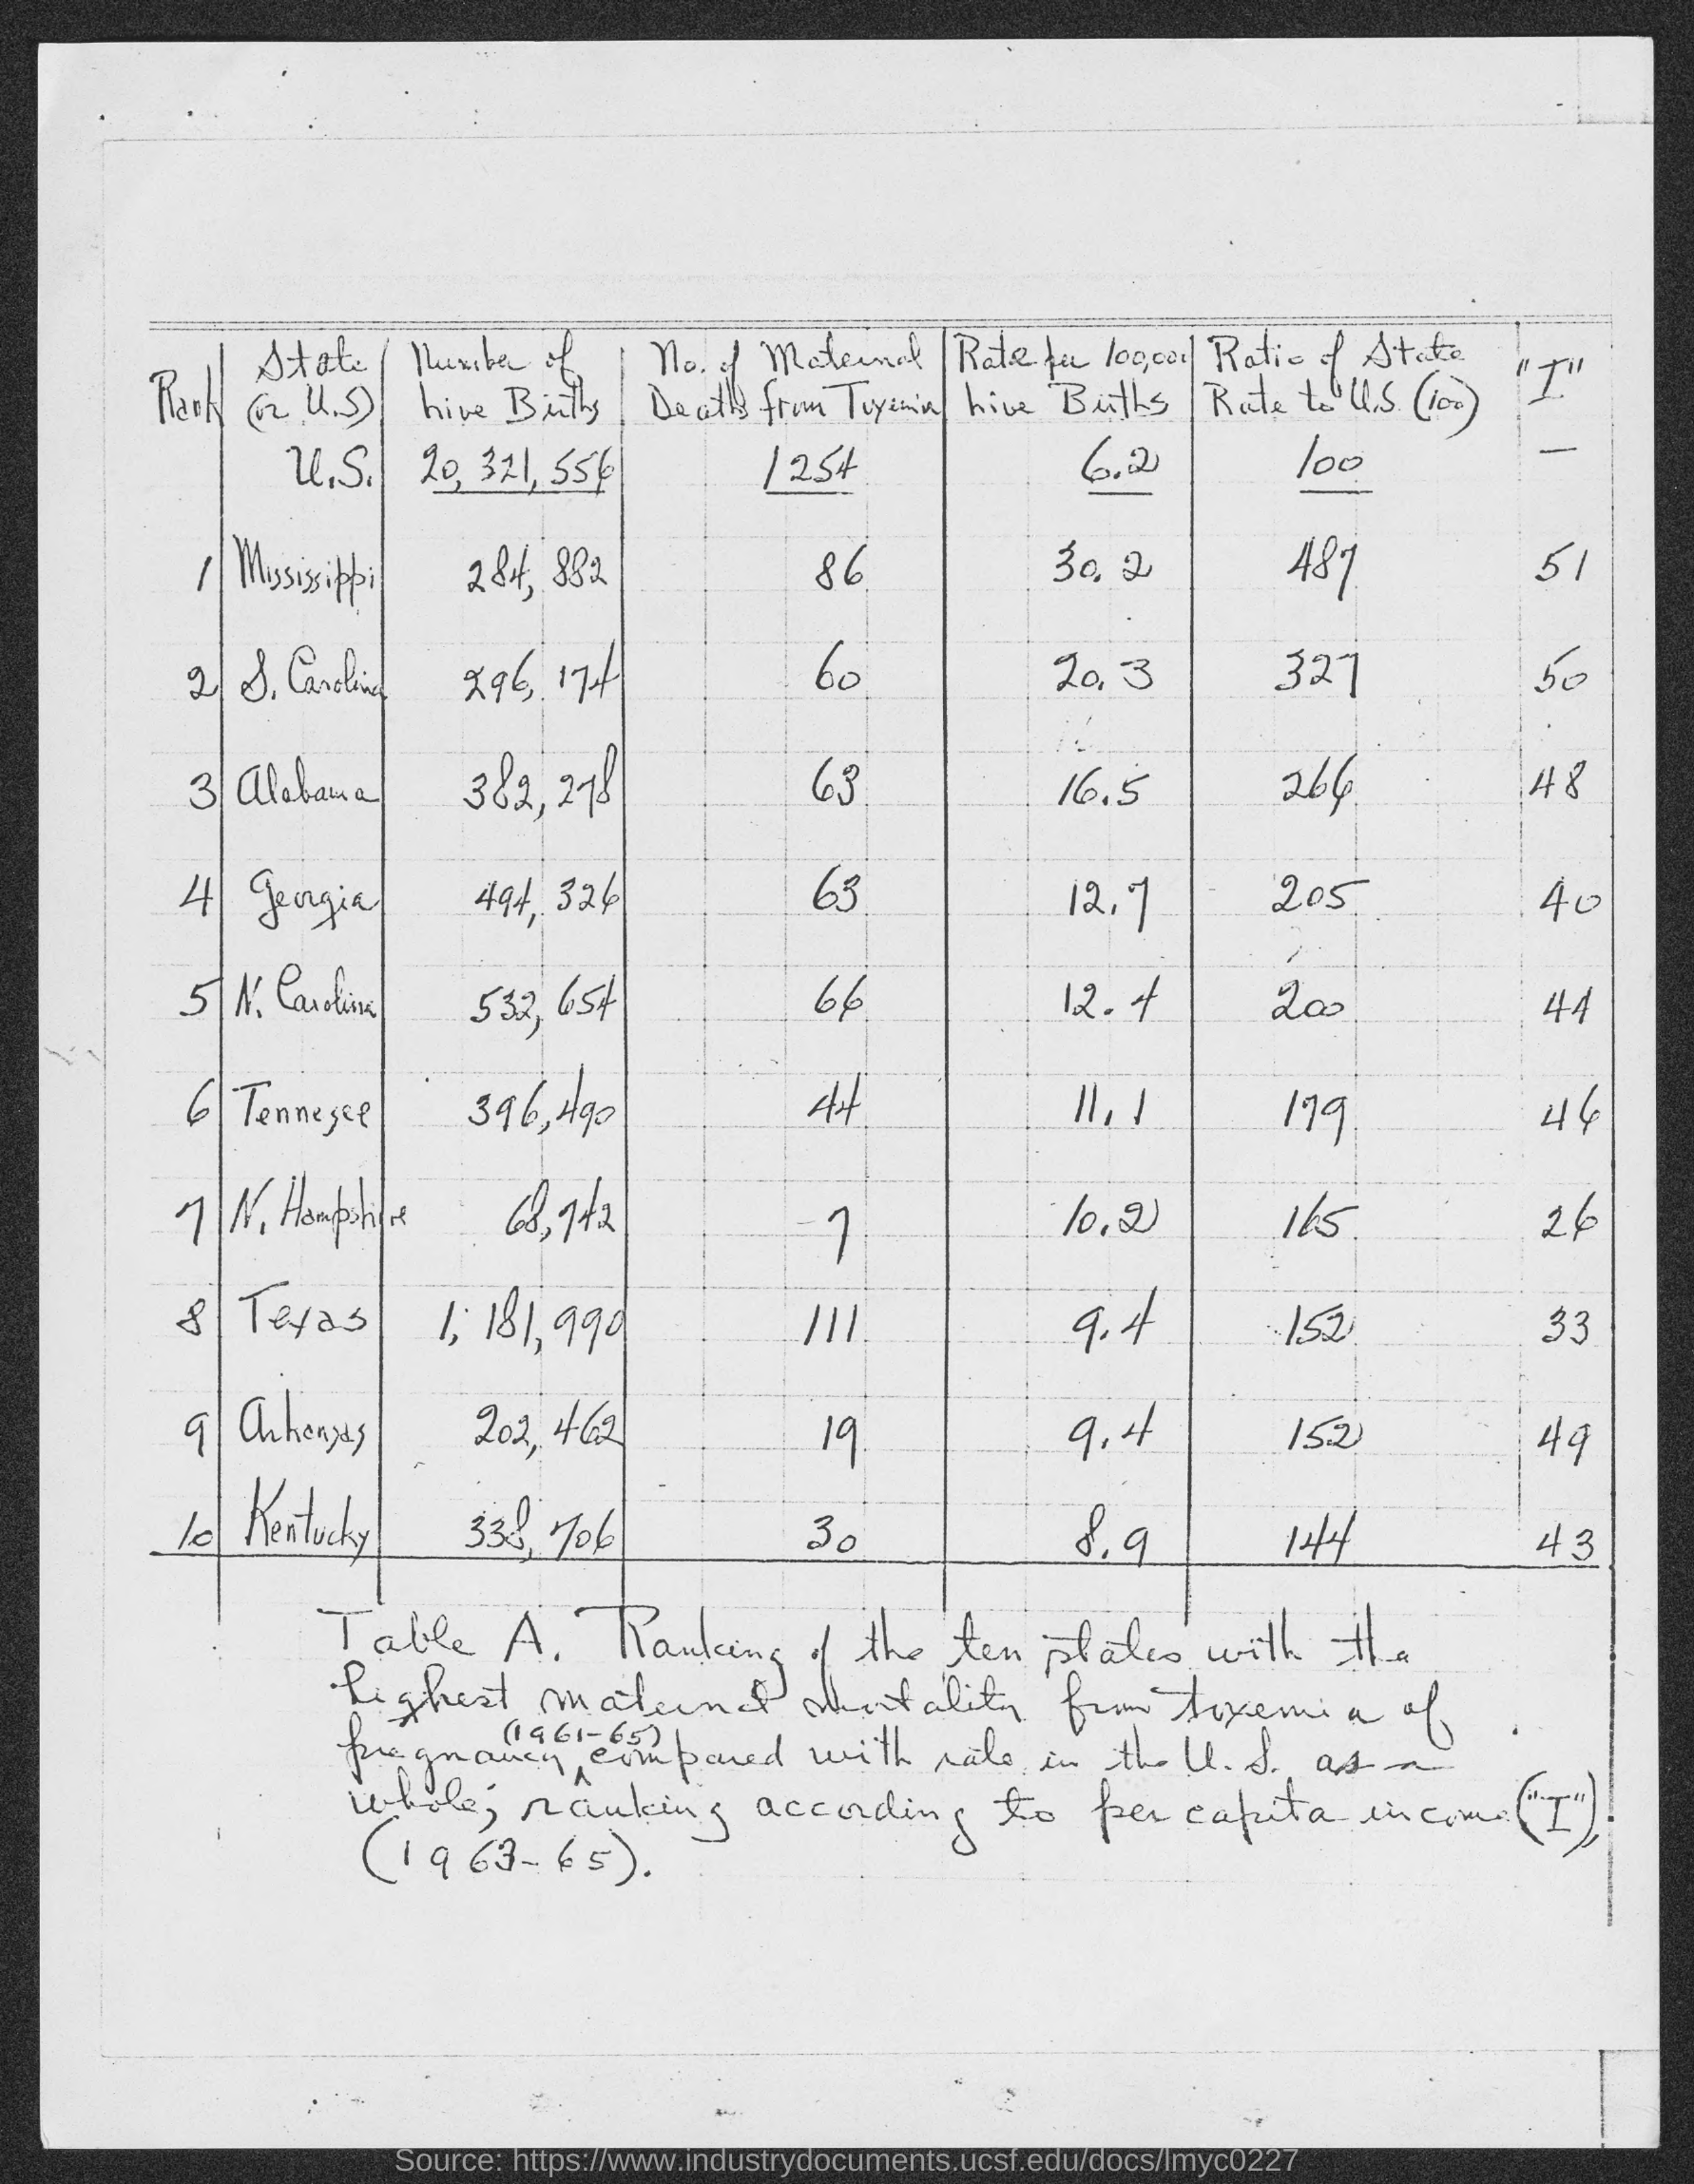 Rank State (or U.S) Number of Live Births No. of Maternal Deaths from Toxemia Rate per 100,000 Live Births Ratio of State Rate to U.S. (100) "I"
U.S. 20,321,556 1254 6.2 100 —
1 Mississippi 284,882 86 30.2 487 51
2 S. Carolina 296,174 60 20.3 327 50
3 Alabama 382,278 63 16.5 266 48
4 Georgia 494,326 63 12.7 205 40
5 N. Carolina 532,654 66 12.4 200 44
6 Tennesee 396,490 44 11.1 179 46
7 N. Hampshire 68,742 7 10.2 165 26
8 Texas 1,181,990 111 9.4 152 33
9 Arkansas 202,462 19 9.4 152 49
10 Kentucky 338,706 30 8.9 144 43
Table A. Ranking of the ten states with the
highest maternal mortality from toxemia of
pregnancy (1961-65) compared with rate in the U.S. as a
whole; ranking according to per capita income ("I"),
(1963-65).
Source: https://www.industrydocuments.ucsf.edu/docs/lmyc0227